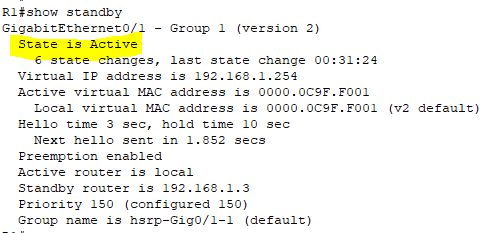 R1#show standby
GigabitEthernet0/1 - Group 1 (version 2)
State is Active
6 state changes, last state change 00:31:24
Virtual IP address is 192.168.1.254
Active virtual MAC address is 0000.0C9F.F001
Local virtual MAC address is 0000.0C9F.F001 (v2 default)
Hello time 3 sec, hold time 10 sec
Next hello sent in 1.852 secs
Preemption enabled
Active router is local
Standby router is 192.168.1.3
Priority 150 (configured 150)
Group name is hsrp-Gig0/1-1 (default)